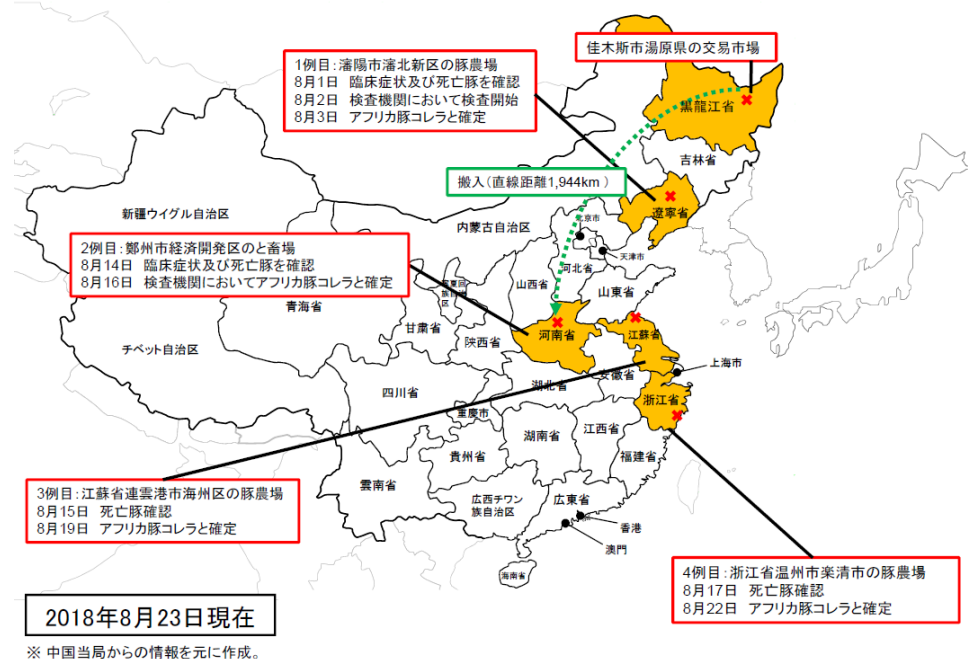 1例目:瀋陽市瀋北新区の豚農場
8月1日 臨床症状及び死亡豚を確認
8月2日 検査機関において検査開始
8月3日 アフリカ豚コレラと確定
佳木斯市湯原県の交易市場
黒龍江省
吉林省
搬入(直線距離1,944km )
遼寧省
新疆ウイグル自治区
内蒙古自治区
北京市
天津市
2例目:鄭州市経済開発区のと畜場
8月14日 臨床症状及び死亡豚を確認
8月16日 検査機関においてアフリカ豚コレラと確定
河北省
山西省
山東省
青海省
族自治
区
甘粛省
陝西省
河南省
江蘇省
チベット自治区
上海市
安徽省
湖北省
四川省
重慶市
浙江省
湖南省
江西省
貴州省
福建省
雲南省
3例目:江蘇省連雲港市海州区の豚農場
8月15日 死亡豚確認
8月19日 アフリカ豚コレラと確定
広西チワン
族自治区
広東省
香港
澳門
海南省
4例目:浙江省温州市楽清市の豚農場
8月17日 死亡豚確認
8月22日 アフリカ豚コレラと確定
2018年8月23日現在
※ 中国当局からの情報を元に作成。